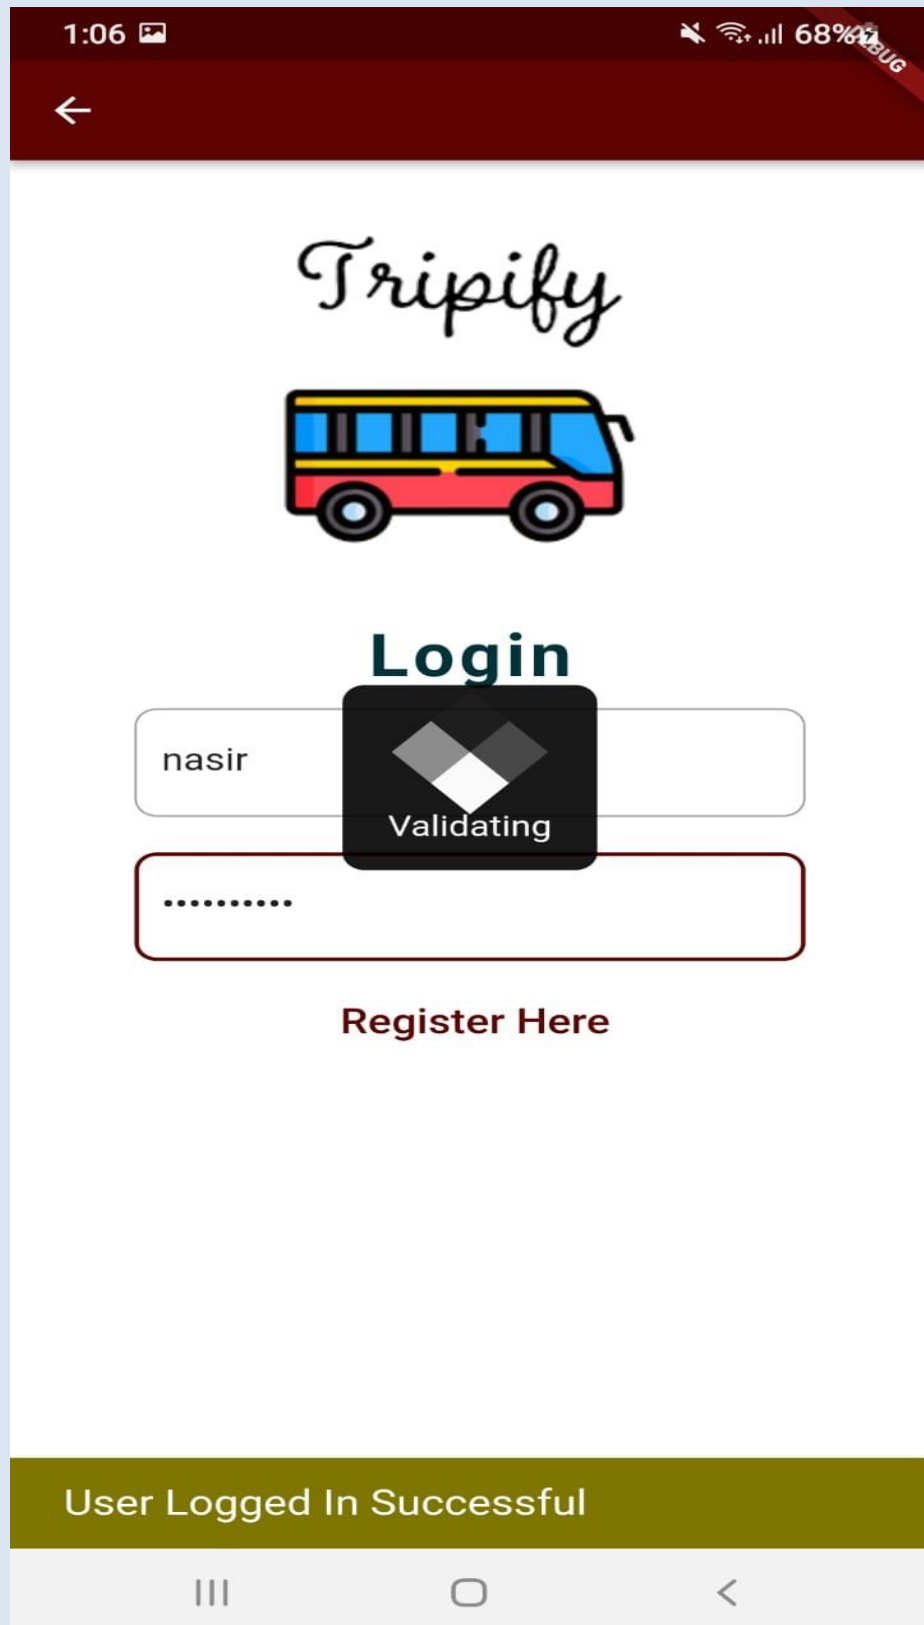 1:06 68%
DEBUG
Tripify
Login
nasir
Validating
••••••••••
Register Here
User Logged In Successful